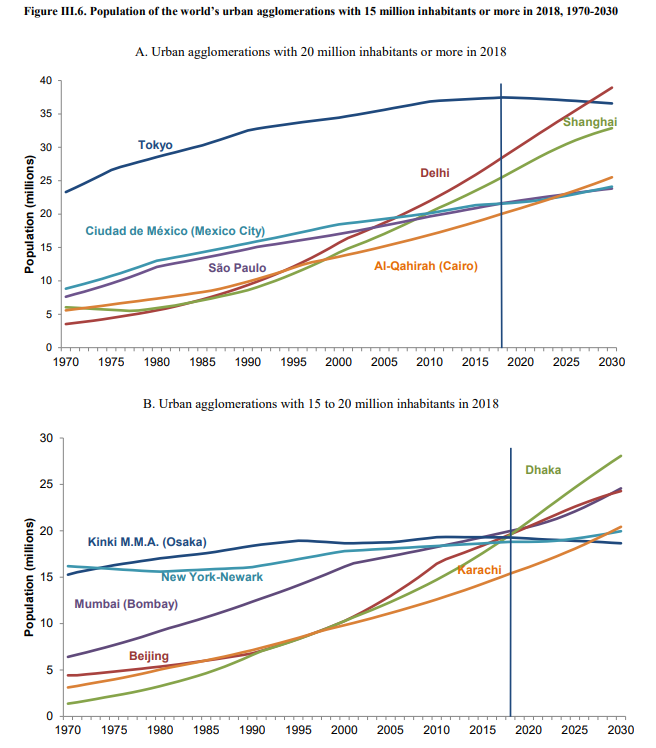 Figure III.6. Population of the world's urban agglomerations with 15 million inhabitants or more in 2018, 1970-2030
A. Urban agglomerations with 20 million inhabitants or more in 2018
Population (millions)
40
35
30
25
20
15
10
5
0
Tokyo
Shanghai
Delhi
Ciudad de México (Mexico City)
São Paulo
Al-Qahirah (Cairo)
1970 1975 1980 1985 1990 1995 2000 2005 2010 2015 2020 2025 2030
B. Urban agglomerations with 15 to 20 million inhabitants in 2018
Population (millions)
30
25
20
15
10
5
0
Dhaka
Kinki M.M.A. (Osaka)
Karachi
New York-Newark
Mumbai (Bombay)
Beijing
1970 1975 1980 1985 1990 1995 2000 2005 2010 2015 2020 2025 2030